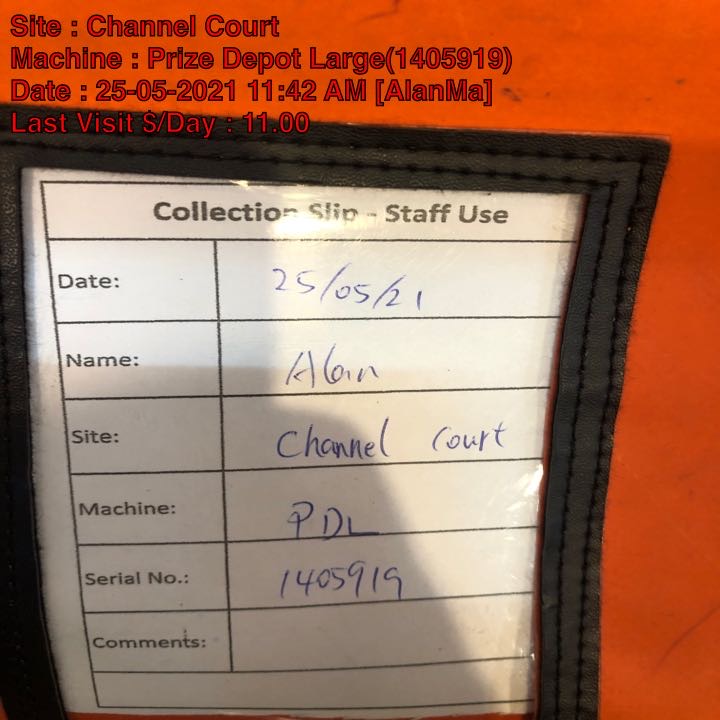 Site : Channel Court
Machine : Prize Depot Large(1405919)
Date : 25-05-2021 11:42 AM [AlanMa]
Last Visit $/Day : 11.00
Collection Slip - Staff Use
Date: 25/05/21
Name: Alan
Site: Channel Court
Machine: PDL
Serial No.: 1405919
Comments: